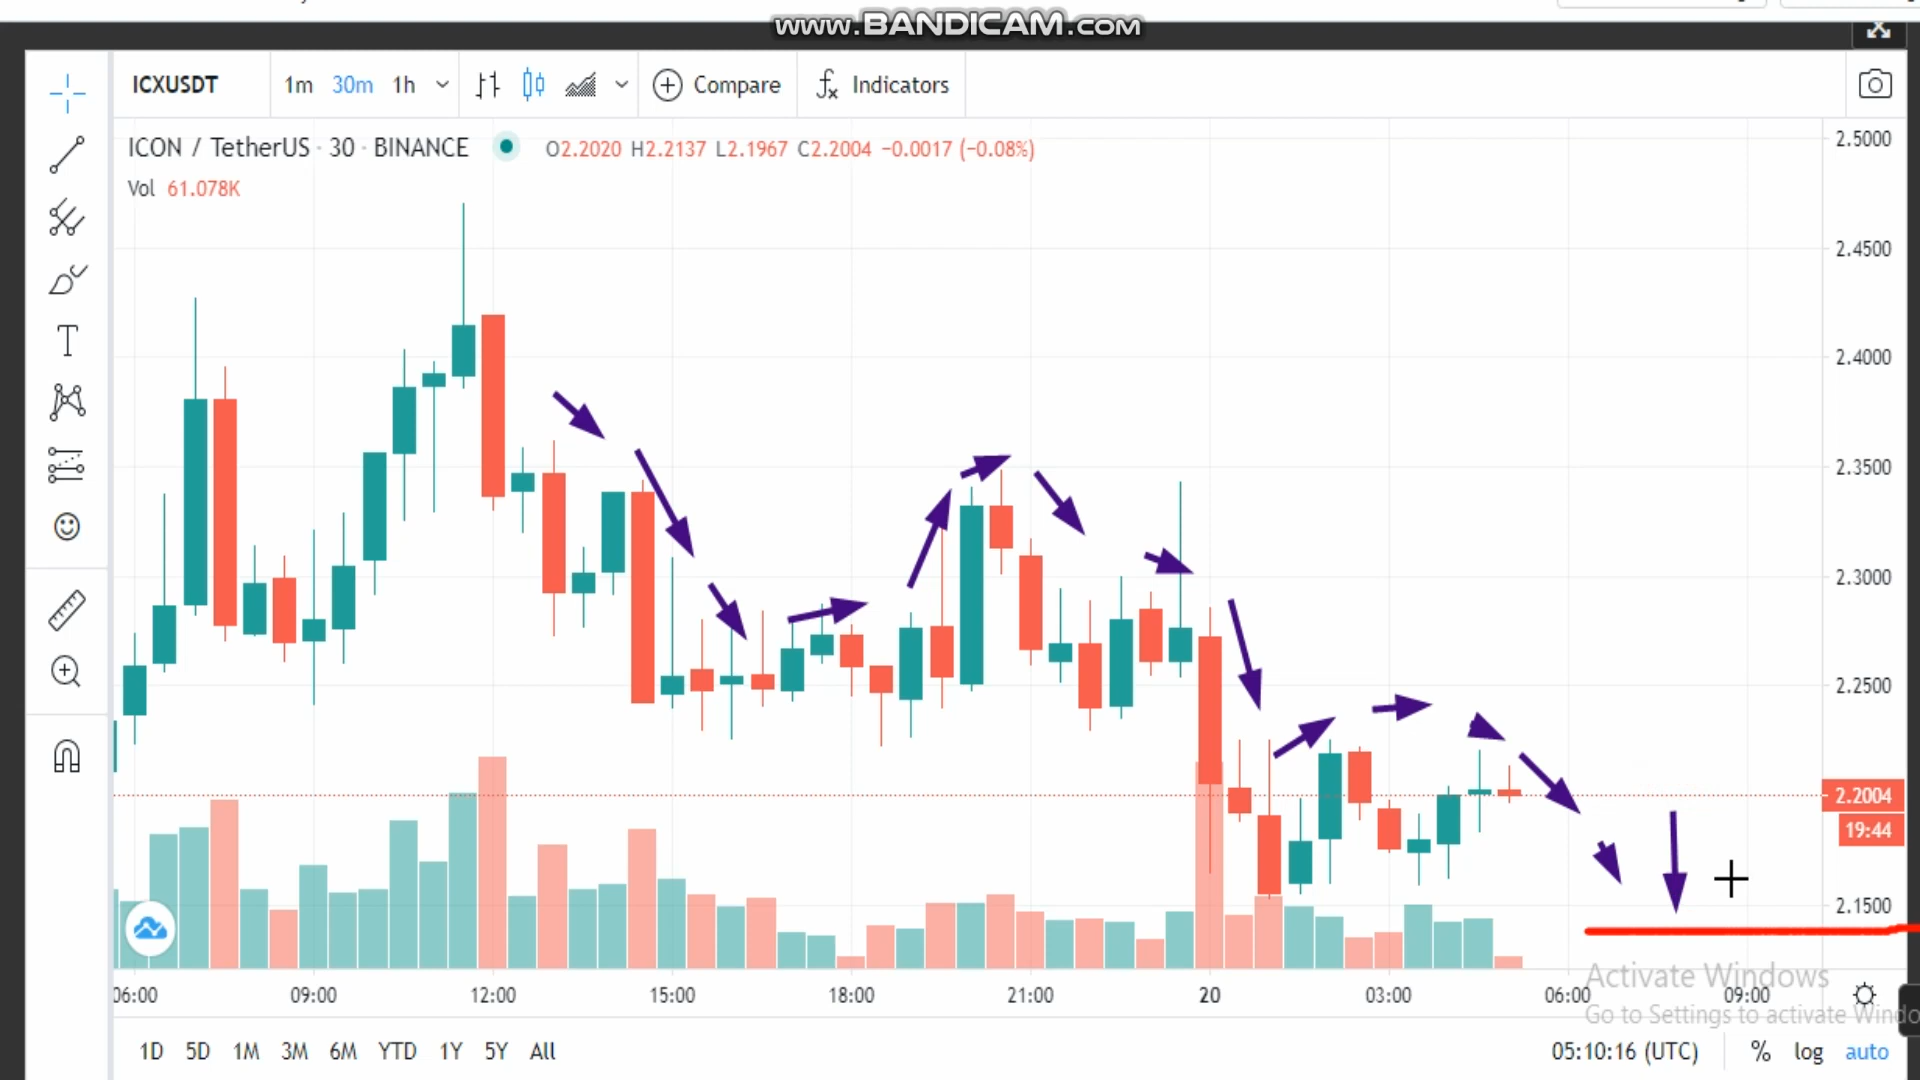 www.BANDICAM.com
ICXUSDT 1m 30m 1h Compare fx Indicators
ICON / TetherUS · 30 · BINANCE O2.2020 H2.2137 L2.1967 C2.2004 −0.0017 (−0.08%)
Vol 61.078K
2.5000
2.4500
2.4000
2.3500
2.3000
2.2500
2.2004
19:44
2.1500
06:00 09:00 12:00 15:00 18:00 21:00 20 03:00 06:00 09:00
Activate Windows
Go to Settings to activate Windo
1D 5D 1M 3M 6M YTD 1Y 5Y All 05:10:16 (UTC) % log auto